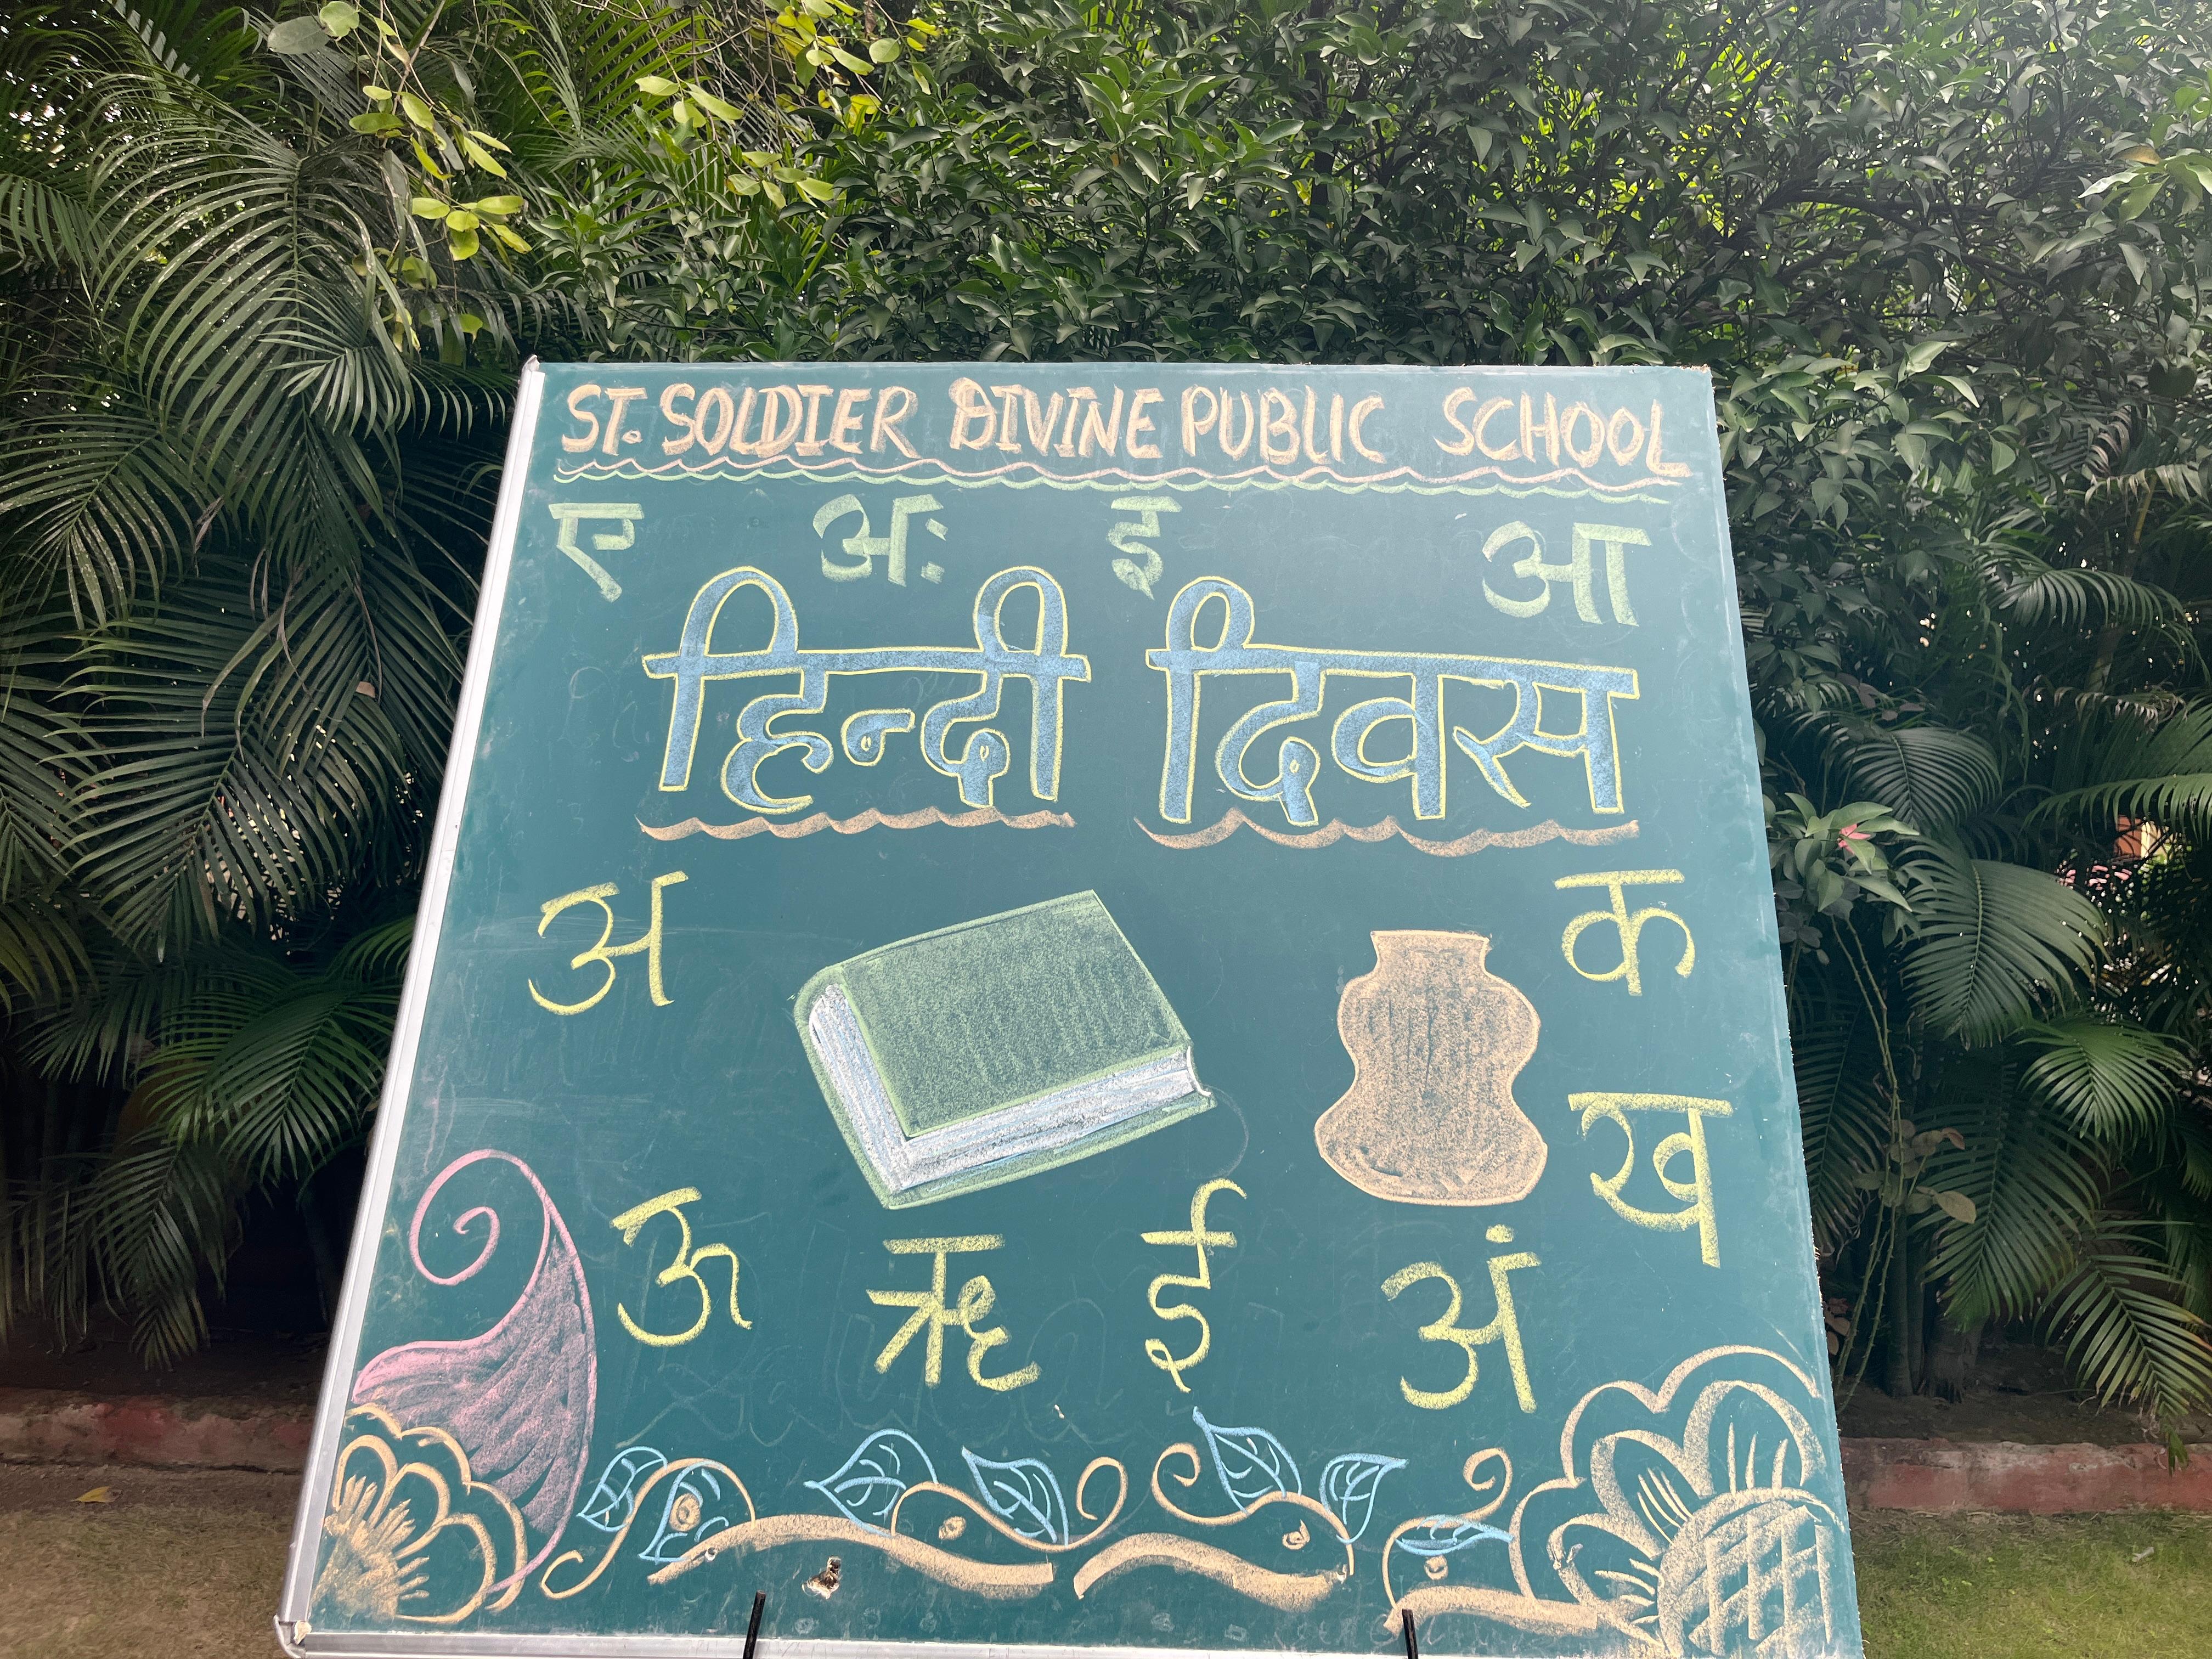 ST. SOLDIER DIVINE PUBLIC SCHOOL
ए अः इ आ
हिन्दी दिवस
अ क
ख
ऊ ऋ ई अं